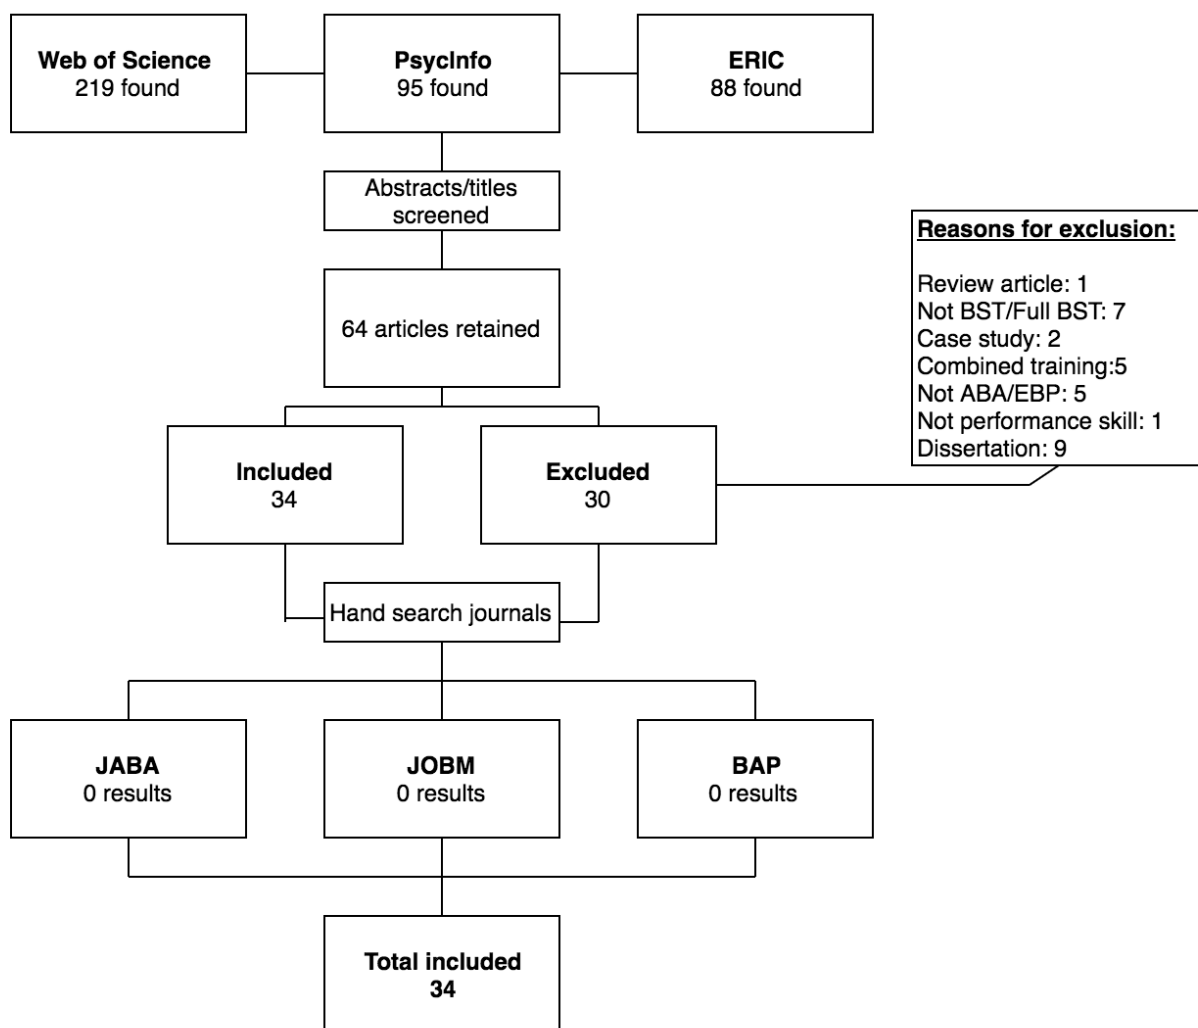 Web of Science
219 found
PsycInfo
95 found
ERIC
88 found
Abstracts/titles
screened
64 articles retained
Reasons for exclusion:
Review article: 1
Not BST/Full BST: 7
Case study: 2
Combined training:5
Not ABA/EBP: 5
Not performance skill: 1
Dissertation: 9
Included
34
Excluded
30
Hand search journals
JABA
0 results
JOBM
0 results
BAP
0 results
Total included
34